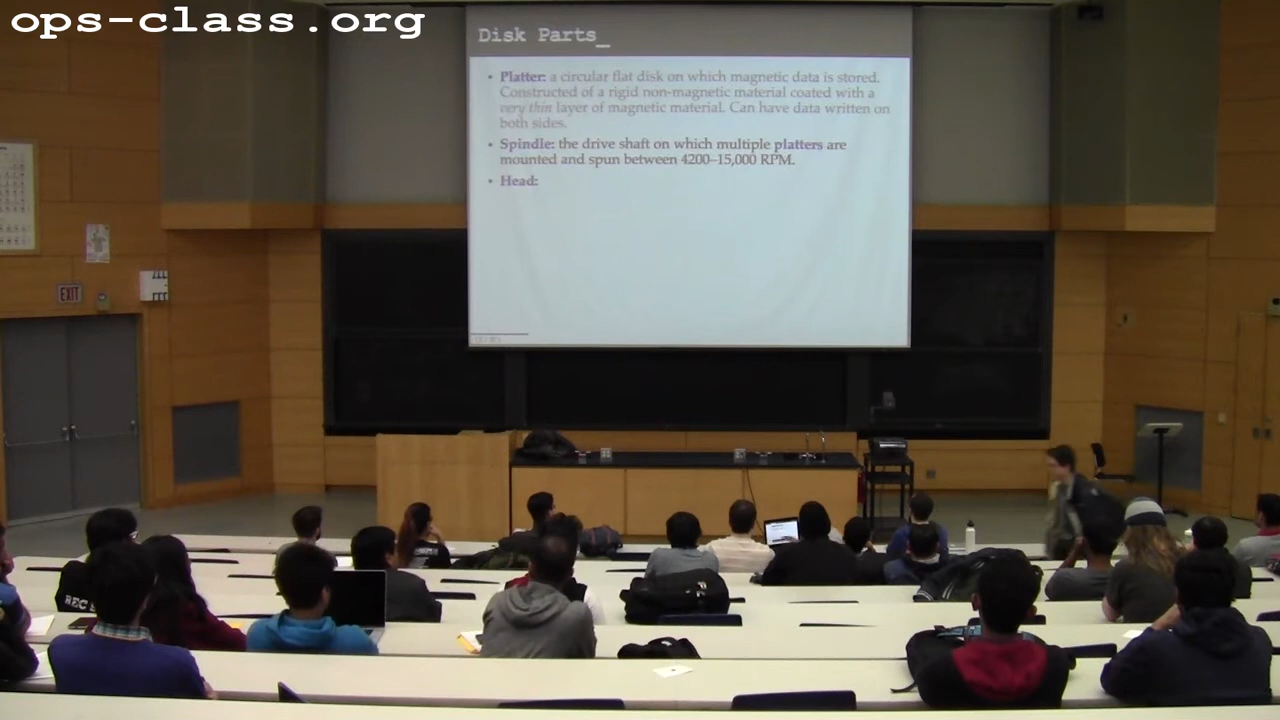 ops-class.org
Disk Parts_
• Platter: a circular flat disk on which magnetic data is stored.
Constructed of a rigid non-magnetic material coated with a
very thin layer of magnetic material. Can have data written on
both sides.
• Spindle: the drive shaft on which multiple platters are
mounted and spun between 4200–15,000 RPM.
• Head:
EXIT